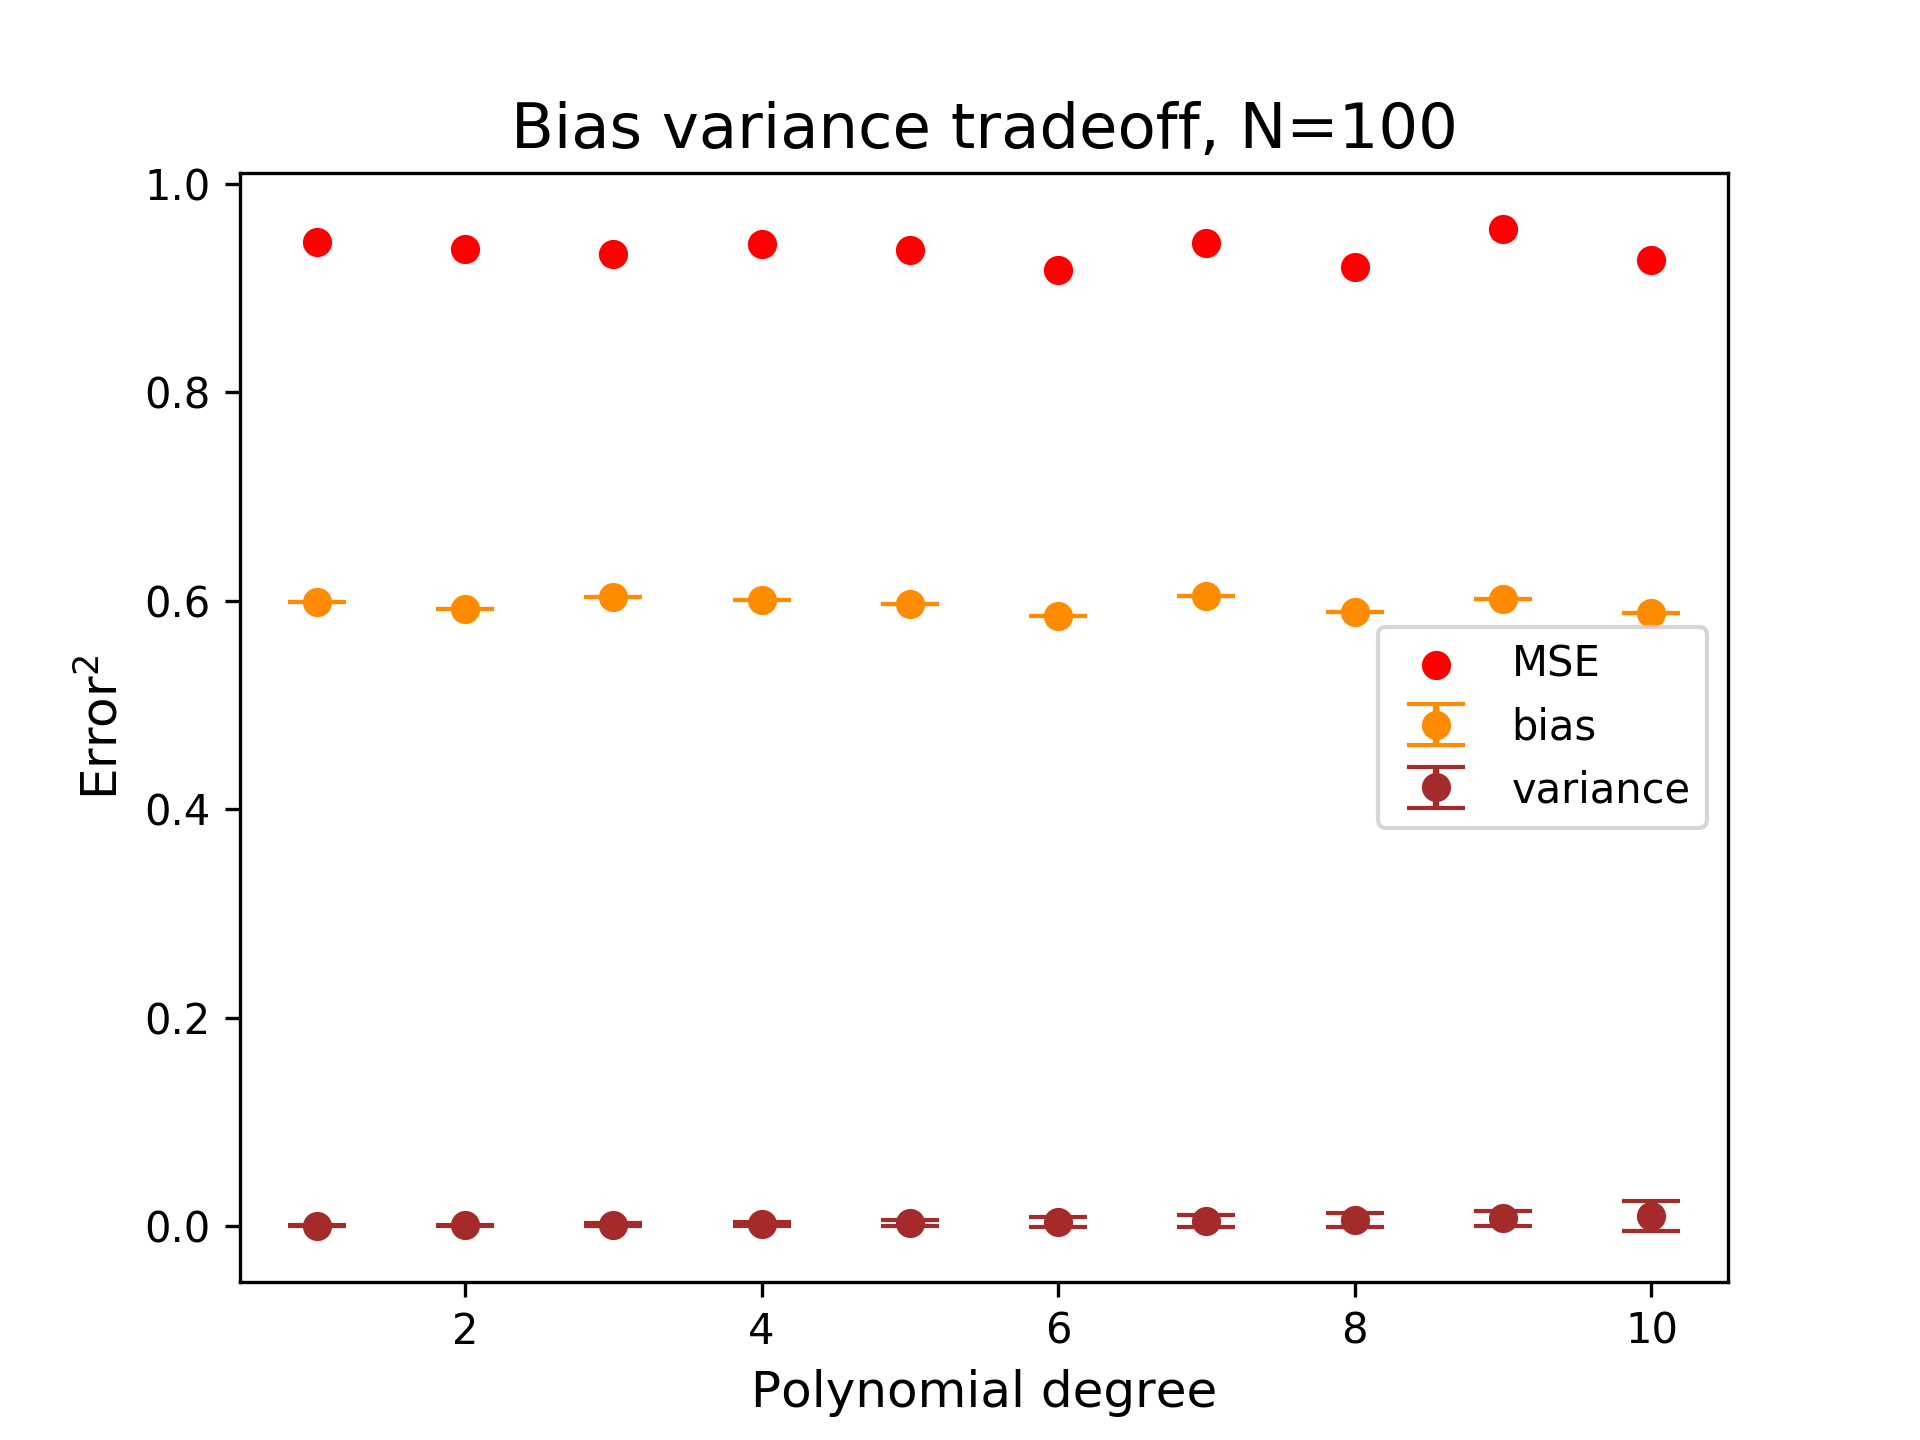 Bias variance tradeoff, N=100
1.0
0.8
0.6
0.4
0.2
0.0
Error²
MSE
bias
variance
2 4 6 8 10
Polynomial degree